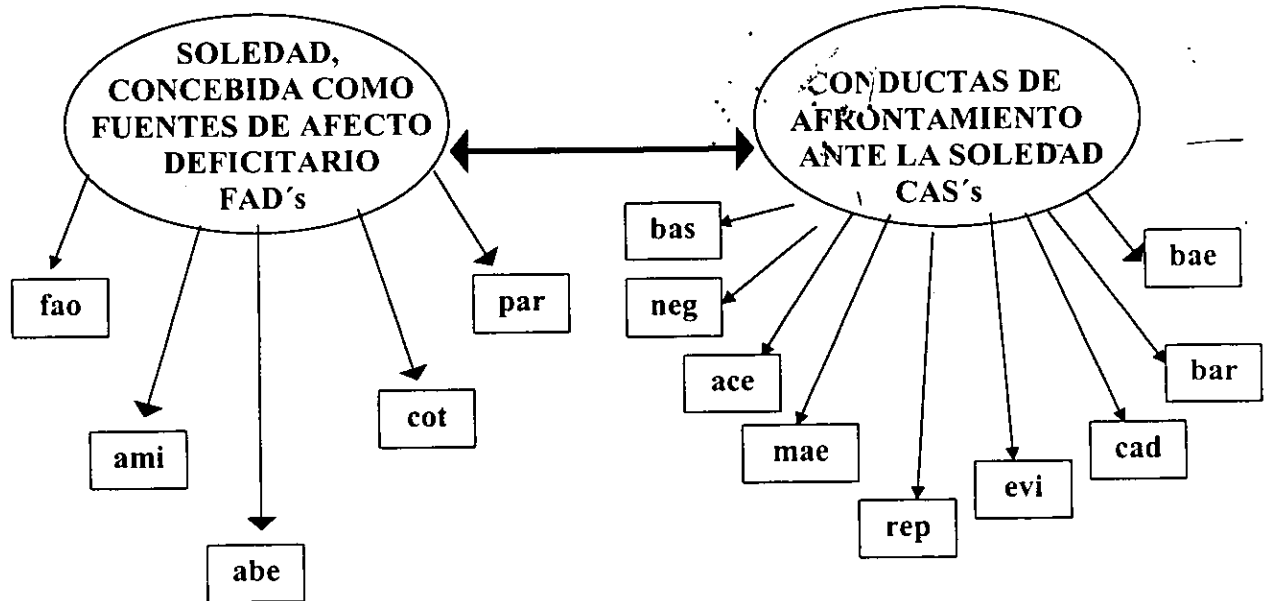 SOLEDAD,
CONCEBIDA COMO
FUENTES DE AFECTO
DEFICITARIO
FAD´s
CONDUCTAS DE
AFRONTAMIENTO
ANTE LA SOLEDAD
CAS´s
fao
ami
abe
cot
par
bas
neg
ace
mae
rep
evi
cad
bar
bae